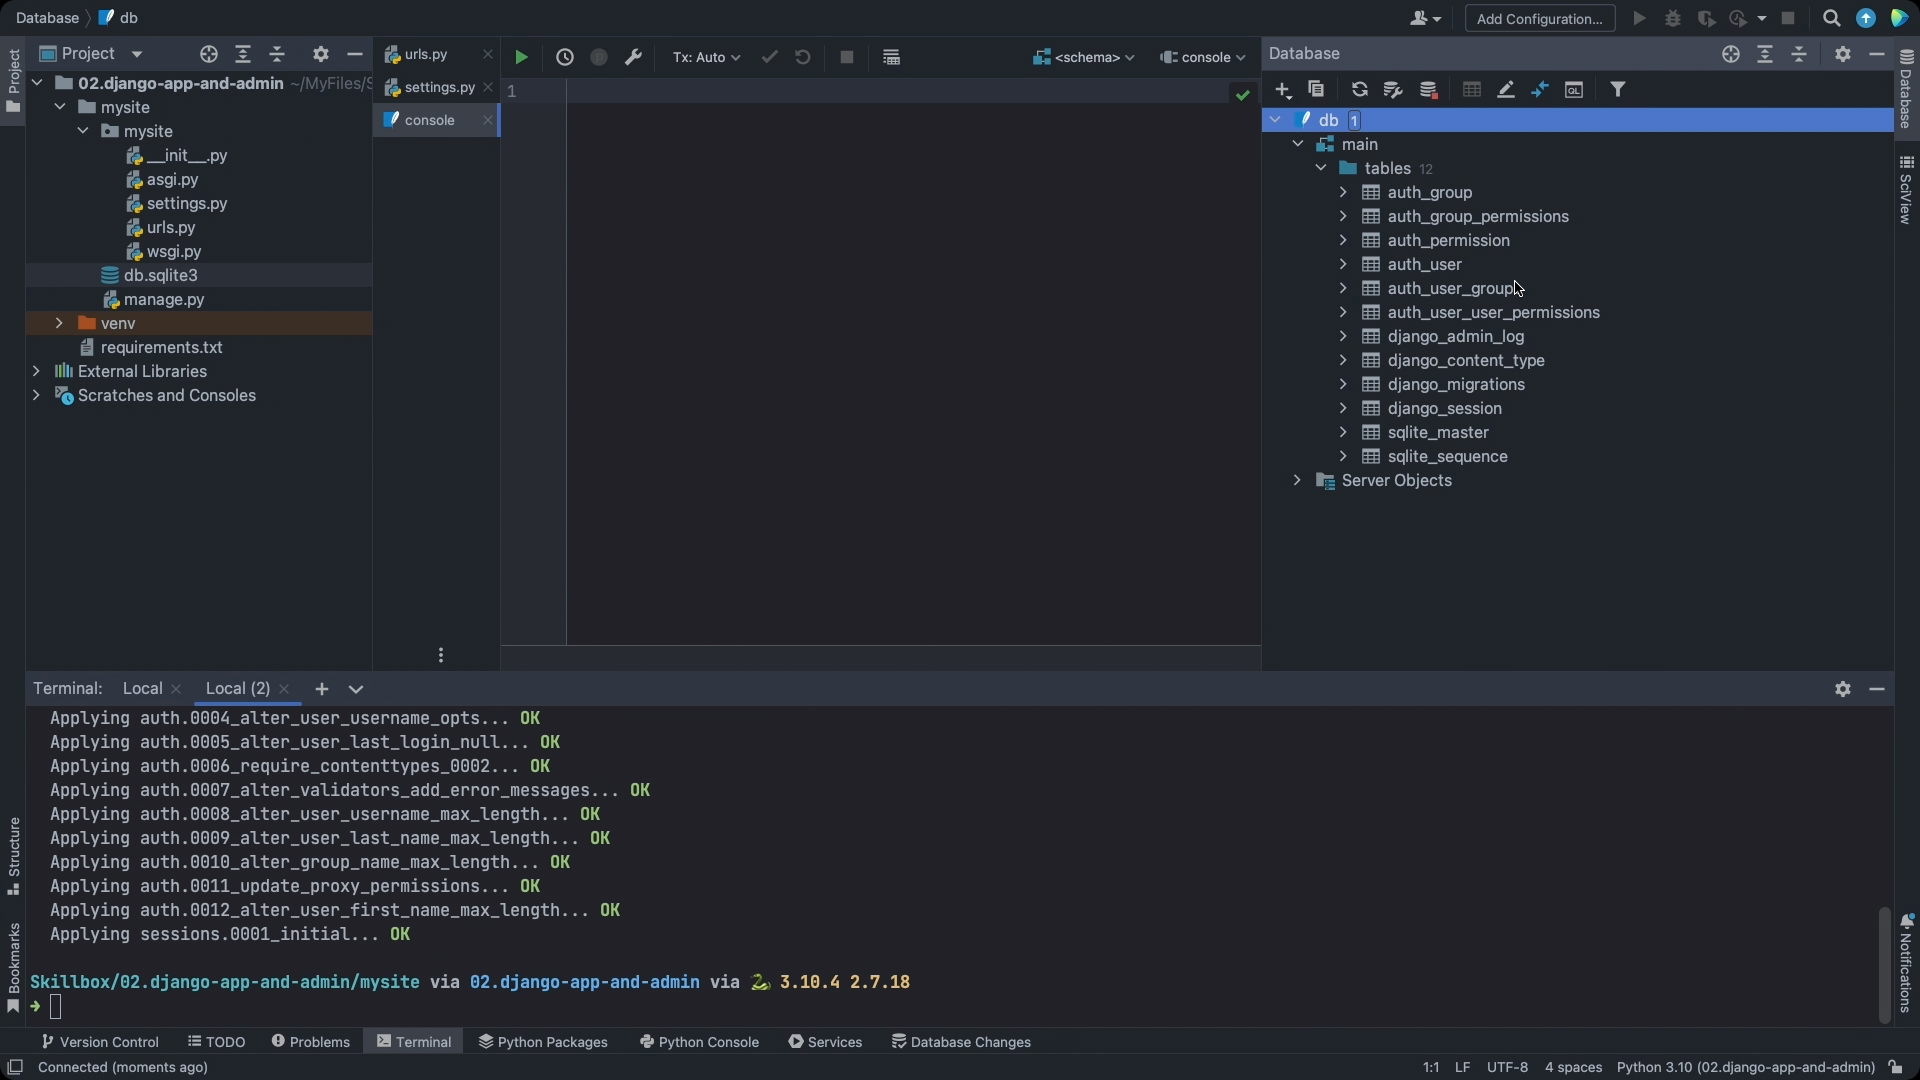 Database
db
Add Configuration...
Project
02.django-app-and-admin ~/MyFiles/S
mysite
mysite
__init__.py
asgi.py
settings.py
urls.py
wsgi.py
db.sqlite3
manage.py
venv
requirements.txt
External Libraries
Scratches and Consoles
Project
Structure
Bookmarks
urls.py
settings.py
console
Tx: Auto
<schema>
console
1
Database
db 1
main
tables 12
auth_group
auth_group_permissions
auth_permission
auth_user
auth_user_group
auth_user_user_permissions
django_admin_log
django_content_type
django_migrations
django_session
sqlite_master
sqlite_sequence
Server Objects
Database
SciView
Notifications
Terminal: Local Local (2)
Applying auth.0004_alter_user_username_opts... OK
Applying auth.0005_alter_user_last_login_null... OK
Applying auth.0006_require_contenttypes_0002... OK
Applying auth.0007_alter_validators_add_error_messages... OK
Applying auth.0008_alter_user_username_max_length... OK
Applying auth.0009_alter_user_last_name_max_length... OK
Applying auth.0010_alter_group_name_max_length... OK
Applying auth.0011_update_proxy_permissions... OK
Applying auth.0012_alter_user_first_name_max_length... OK
Applying sessions.0001_initial... OK
Skillbox/02.django-app-and-admin/mysite via 02.django-app-and-admin via 3.10.4 2.7.18
Version Control TODO Problems Terminal Python Packages Python Console Services Database Changes
Connected (moments ago) 1:1 LF UTF-8 4 spaces Python 3.10 (02.django-app-and-admin)